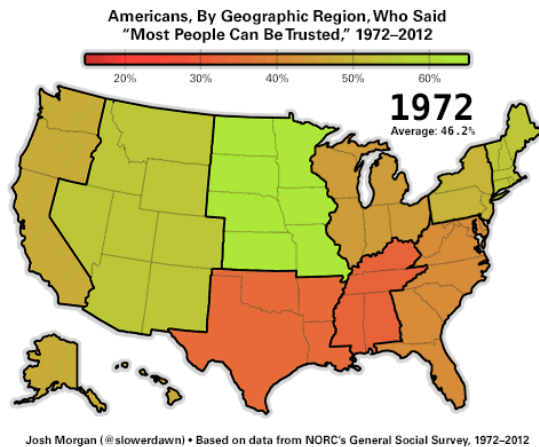 Americans, By Geographic Region, Who Said
“Most People Can Be Trusted,” 1972–2012
20% 30% 40% 50% 60%
1972
Average: 46.2%
Josh Morgan (@slowerdawn) • Based on data from NORC's General Social Survey, 1972–2012